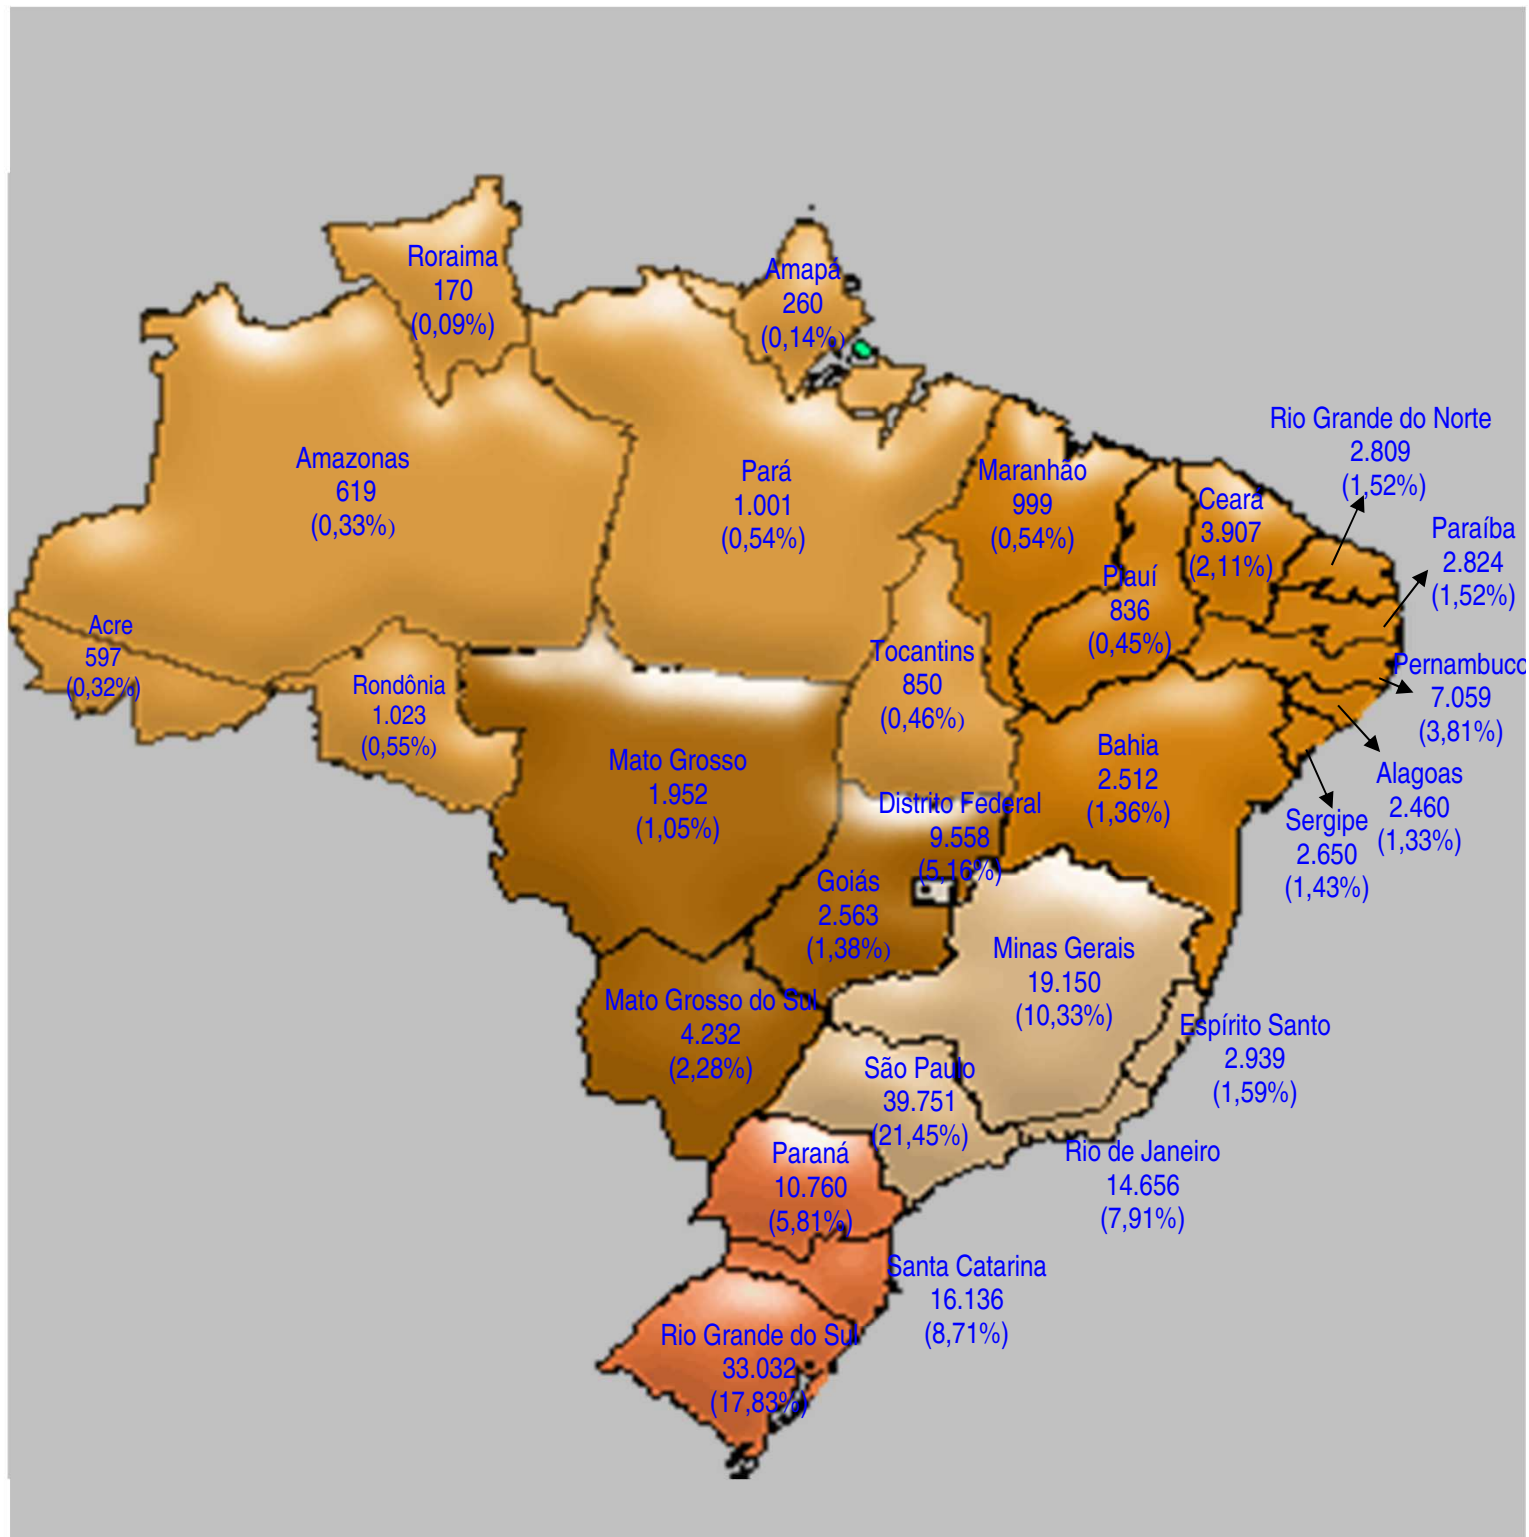 Roraima
170
(0,09%)
Amapá
260
(0,14%)
Amazonas
619
(0,33%)
Pará
1.001
(0,54%)
Maranhão
999
(0,54%)
Ceará
3.907
(2,11%)
Rio Grande do Norte
2.809
(1,52%)
Paraíba
2.824
(1,52%)
Piauí
836
(0,45%)
Acre
597
(0,32%)
Rondônia
1.023
(0,55%)
Tocantins
850
(0,46%)
Pernambuco
7.059
(3,81%)
Mato Grosso
1.952
(1,05%)
Bahia
2.512
(1,36%)
Alagoas
2.460
(1,33%)
Sergipe
2.650
(1,43%)
Distrito Federal
9.558
(5,16%)
Goiás
2.563
(1,38%)
Minas Gerais
19.150
(10,33%)
Mato Grosso do Sul
4.232
(2,28%)
Espírito Santo
2.939
(1,59%)
São Paulo
39.751
(21,45%)
Rio de Janeiro
14.656
(7,91%)
Paraná
10.760
(5,81%)
Santa Catarina
16.136
(8,71%)
Rio Grande do Sul
33.032
(17,83%)